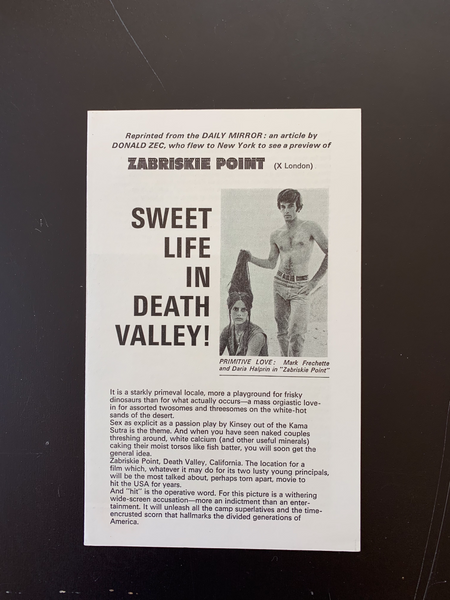 Reprinted from the DAILY MIRROR: an article by
DONALD ZEC, who flew to New York to see a preview of
ZABRISKIE POINT (X London)
SWEET
LIFE
IN
DEATH
VALLEY!
PRIMITIVE LOVE: Mark Frechette
and Daria Halprin in "Zabriskie Point"
It is a starkly primeval locale, more a playground for frisky
dinosaurs than for what actually occurs—a mass orgiastic love-
in for assorted twosomes and threesomes on the white-hot
sands of the desert.
Sex as explicit as a passion play by Kinsey out of the Kama
Sutra is the theme. And when you have seen naked couples
threshing around, white calcium (and other useful minerals)
caking their moist torsos like fish batter, you will soon get the
general idea.
Zabriskie Point, Death Valley, California. The location for a
film which, whatever it may do for its two lusty young principals,
will be the most talked about, perhaps torn apart, movie to
hit the USA for years.
And "hit" is the operative word. For this picture is a withering
wide-screen accusation—more an indictment than an enter-
tainment. It will unleash all the camp superlatives and the time-
encrusted scorn that hallmarks the divided generations of
America.